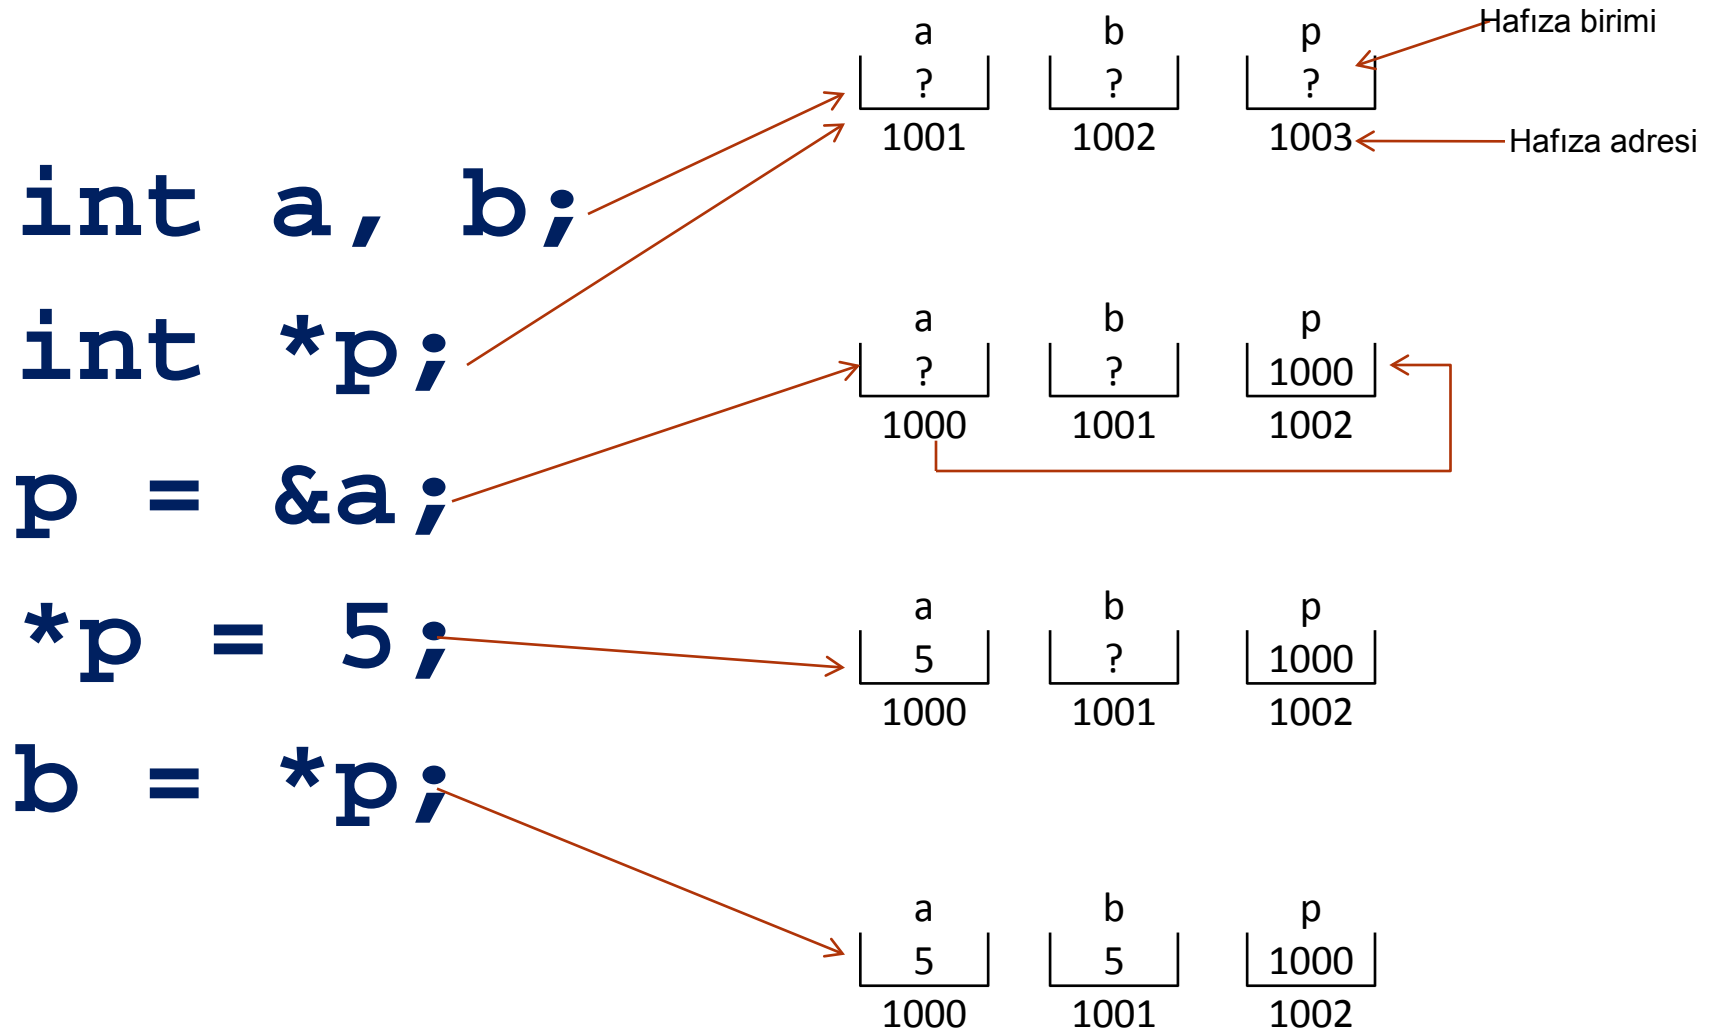 int a, b;
int *p;
p = &a;
*p = 5;
b = *p;
a b p Hafıza birimi
? ? ?
1001 1002 1003 Hafıza adresi
a b p
? ? 1000
1000 1001 1002
a b p
5 ? 1000
1000 1001 1002
a b p
5 5 1000
1000 1001 1002